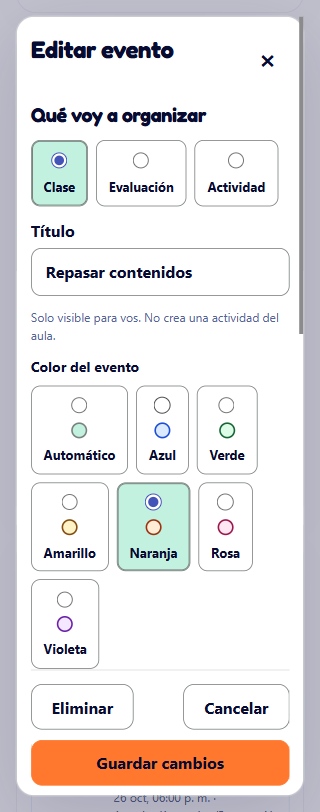 Editar evento
×
Qué voy a organizar
Clase
Evaluación
Actividad
Título
Repasar contenidos
Solo visible para vos. No crea una actividad del
aula.
Color del evento
Automático
Azul
Verde
Amarillo
Naranja
Rosa
Violeta
Eliminar
Cancelar
Guardar cambios
26 oct, 06:00 p. m. ·